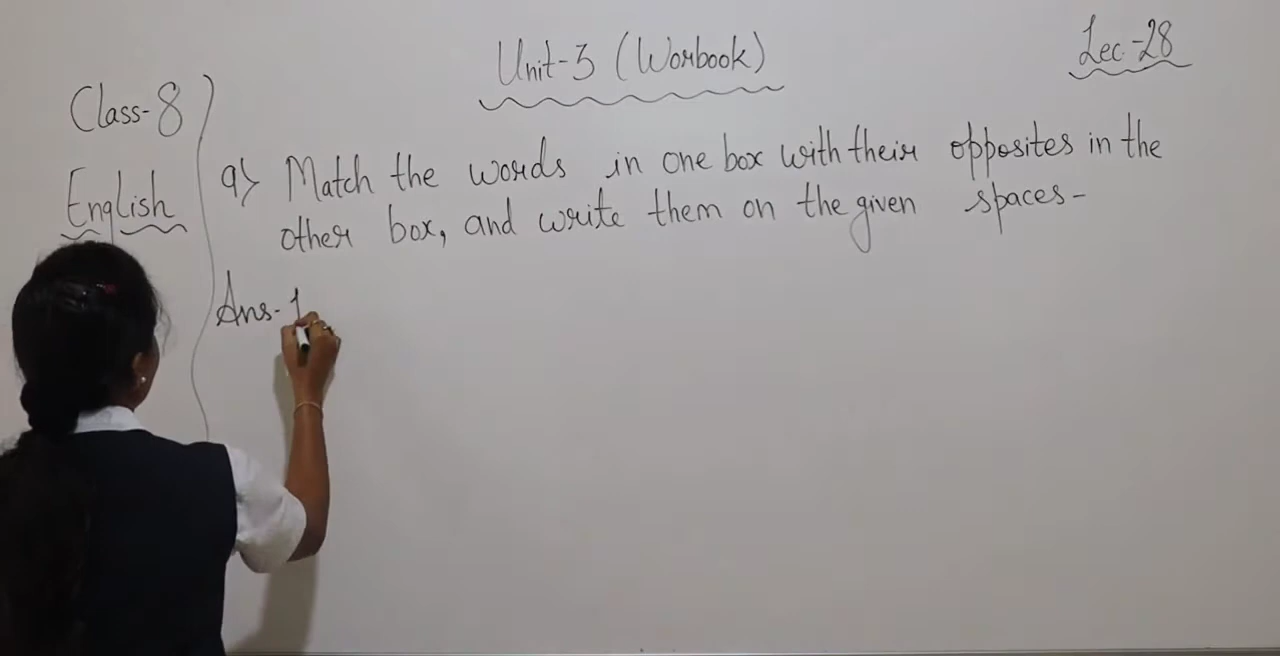 Unit-3 (Worbook)
Lec-28
Class-8
English
q> Match the words in one box with their opposites in the
other box, and write them on the given spaces-
Ans- 1